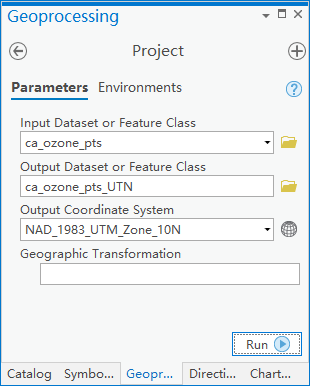 Geoprocessing
Project
Parameters Environments
Input Dataset or Feature Class
ca_ozone_pts
Output Dataset or Feature Class
ca_ozone_pts_UTN
Output Coordinate System
NAD_1983_UTM_Zone_10N
Geographic Transformation
Run
Catalog Symbo... Geopr... Directi... Chart...